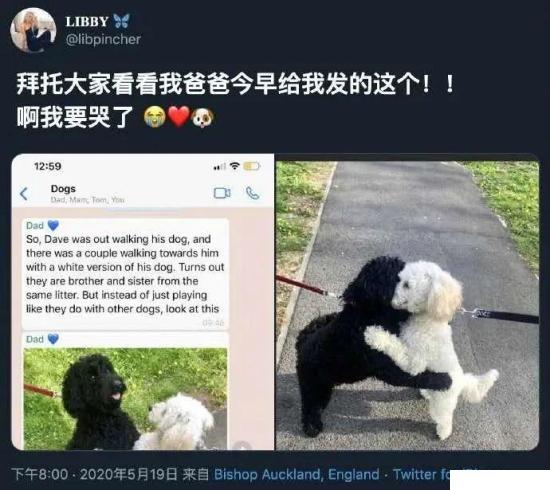 LIBBY
@libpincher
拜托大家看看我爸爸今早给我发的这个！！
啊我要哭了 😭❤️🐶
12:59
Dogs
Dad, Mam, Tom, You
Dad 💙
So, Dave was out walking his dog, and
there was a couple walking towards him
with a white version of his dog. Turns out
they are brother and sister from the
same litter. But instead of just playing
like they do with other dogs, look at this
09:46
Dad 💙
下午8:00 · 2020年5月19日 来自 Bishop Auckland, England · Twitter